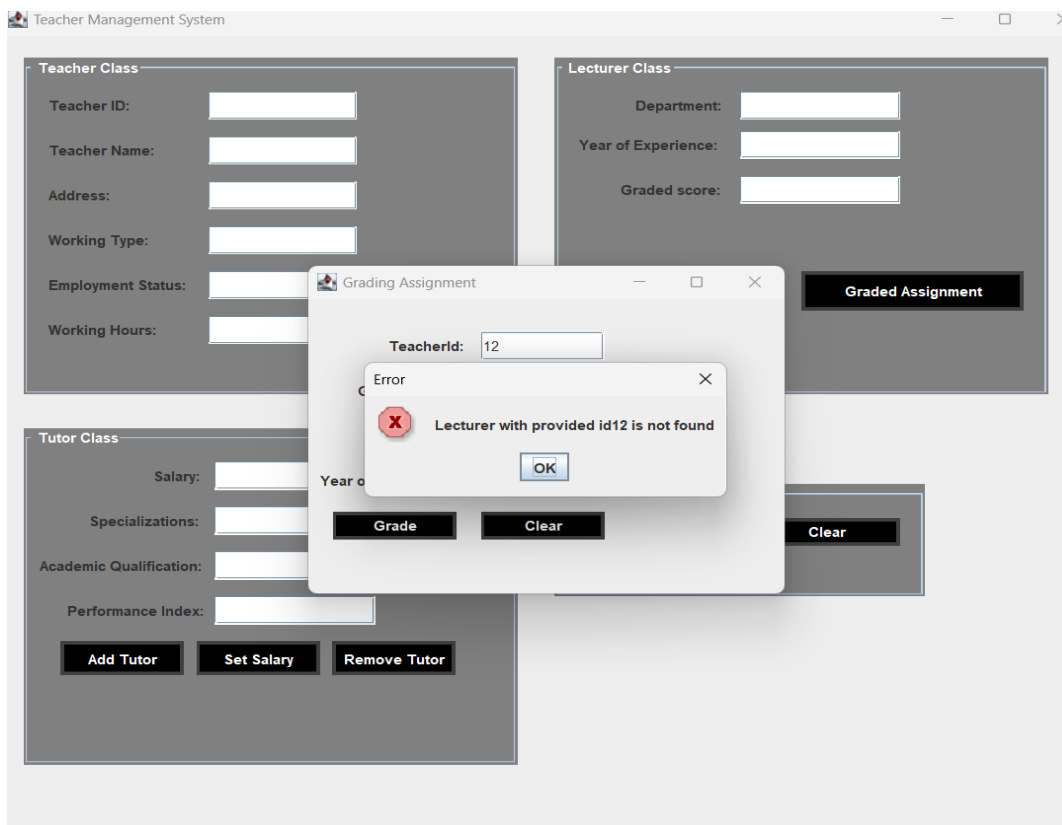 Teacher Management System
Teacher Class
Teacher ID:
Teacher Name:
Address:
Working Type:
Employment Status:
Working Hours:
Lecturer Class
Department:
Year of Experience:
Graded score:
Graded Assignment
Grading Assignment
TeacherId:
12
Error
Lecturer with provided id12 is not found
OK
Year
Grade
Clear
Tutor Class
Salary:
Specializations:
Academic Qualification:
Performance Index:
Add Tutor
Set Salary
Remove Tutor
Clear